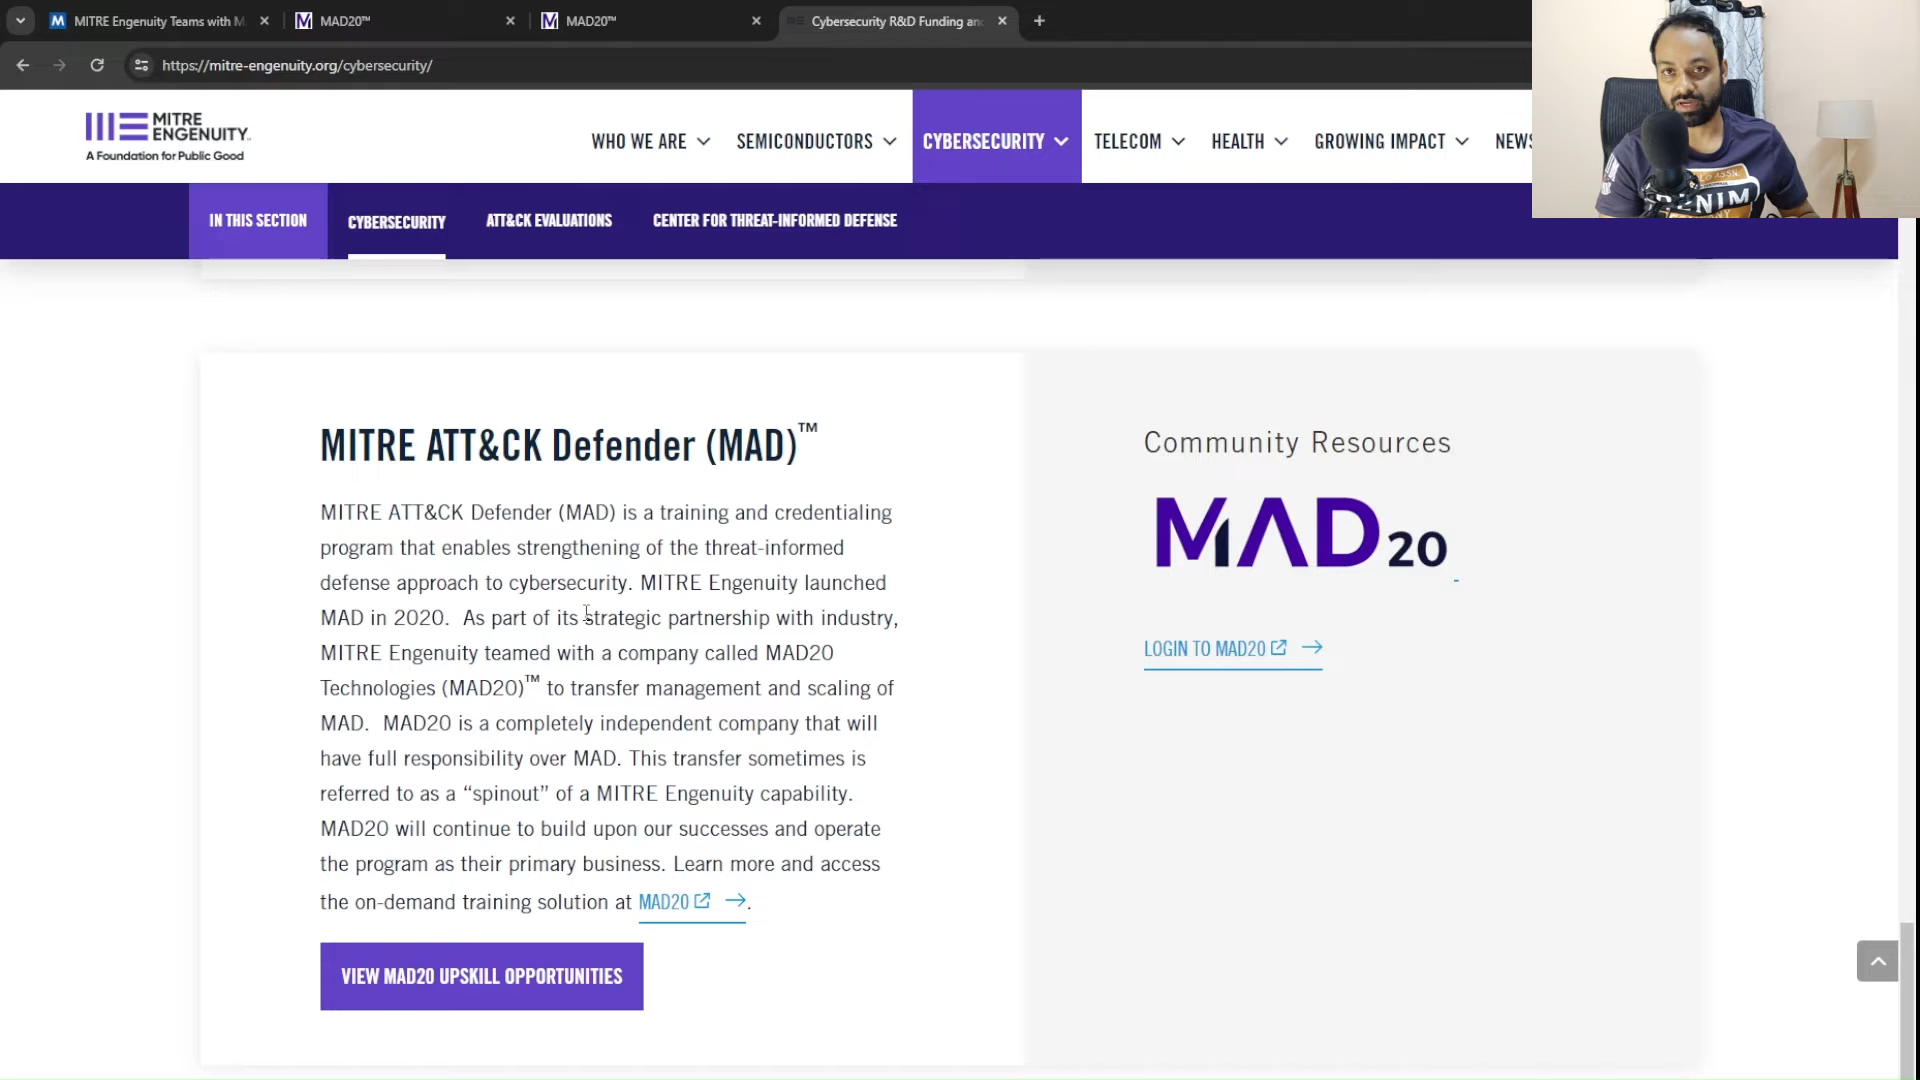 MITRE Engenuity Teams with M
MAD20™
MAD20™
Cybersecurity R&D Funding an
https://mitre-engenuity.org/cybersecurity/
MITRE
ENGENUITY
A Foundation for Public Good
WHO WE ARE
SEMICONDUCTORS
CYBERSECURITY
TELECOM
HEALTH
GROWING IMPACT
NEWS
IN THIS SECTION
CYBERSECURITY
ATT&CK EVALUATIONS
CENTER FOR THREAT-INFORMED DEFENSE
MITRE ATT&CK Defender (MAD)™
MITRE ATT&CK Defender (MAD) is a training and credentialing
program that enables strengthening of the threat-informed
defense approach to cybersecurity. MITRE Engenuity launched
MAD in 2020. As part of its strategic partnership with industry,
MITRE Engenuity teamed with a company called MAD20
Technologies (MAD20)™ to transfer management and scaling of
MAD. MAD20 is a completely independent company that will
have full responsibility over MAD. This transfer sometimes is
referred to as a “spinout” of a MITRE Engenuity capability.
MAD20 will continue to build upon our successes and operate
the program as their primary business. Learn more and access
the on-demand training solution at MAD20 →.
VIEW MAD20 UPSKILL OPPORTUNITIES
Community Resources
MAD20
LOGIN TO MAD20 →